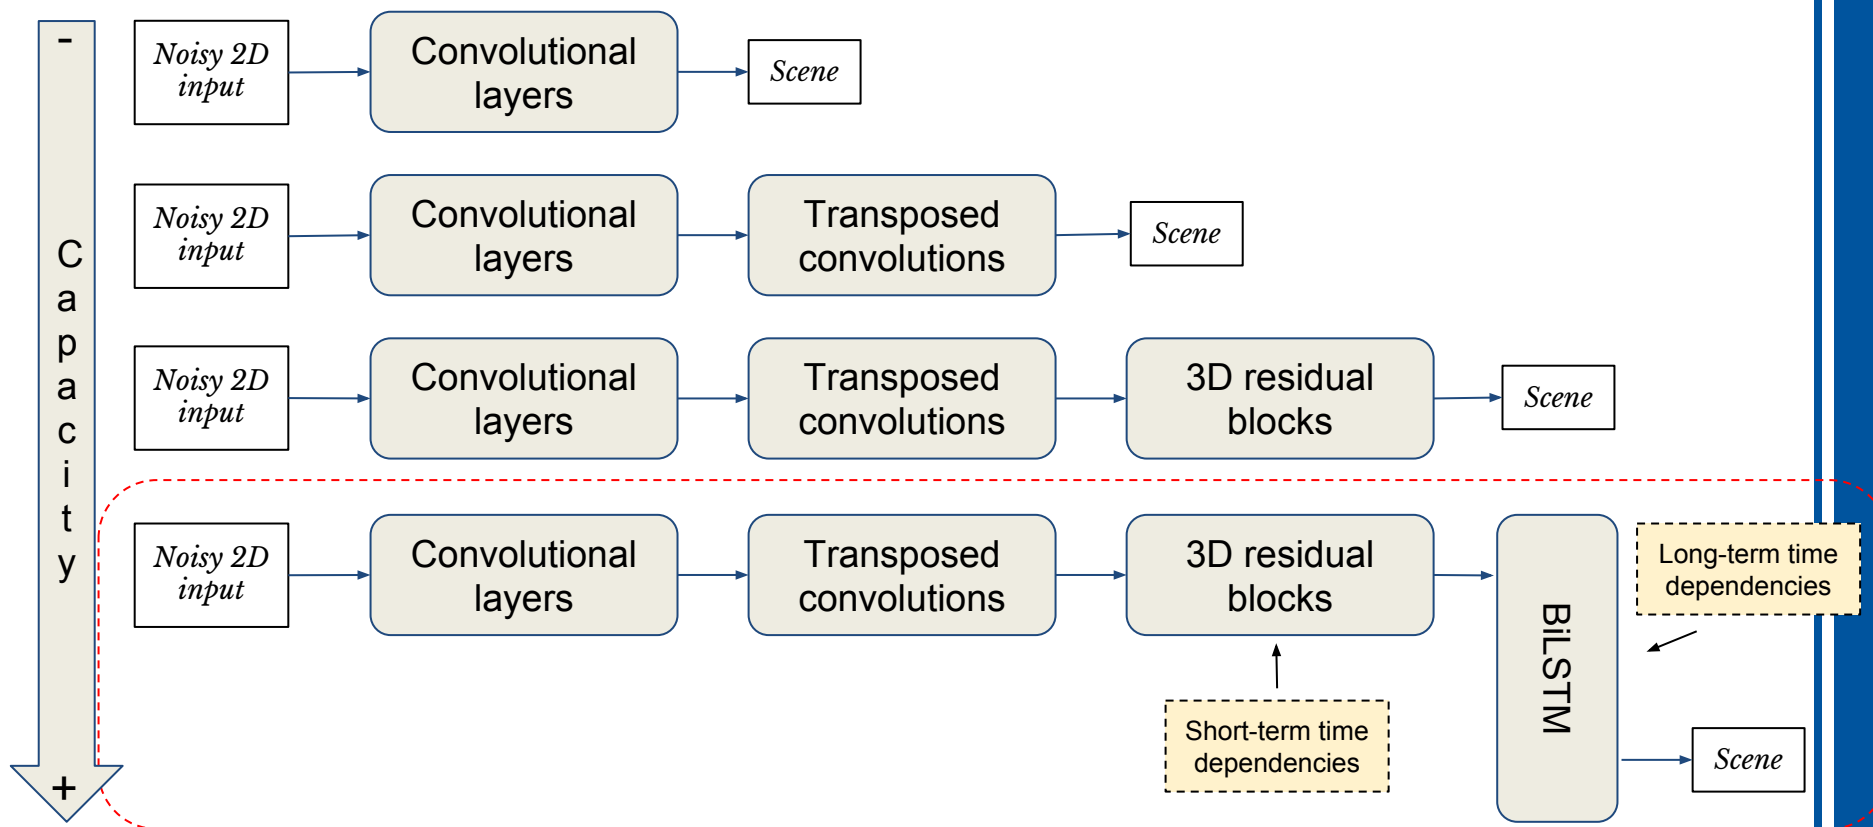 -
Capacity
+
Noisy 2D
input
Convolutional
layers
Scene
Noisy 2D
input
Convolutional
layers
Transposed
convolutions
Scene
Noisy 2D
input
Convolutional
layers
Transposed
convolutions
3D residual
blocks
Scene
Noisy 2D
input
Convolutional
layers
Transposed
convolutions
3D residual
blocks
BiLSTM
Long-term time
dependencies
Short-term time
dependencies
Scene